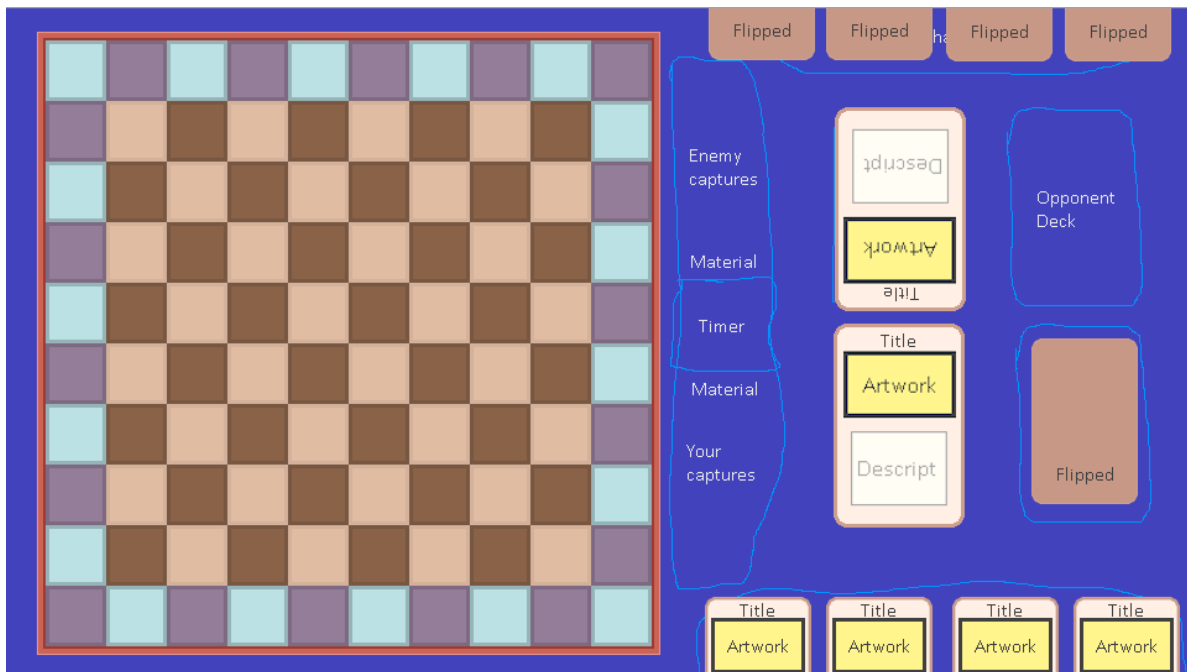 Flipped
Flipped
Flipped
Flipped
Enemy
captures
Material
Timer
Material
Your
captures
Descript
Artwork
Title
Title
Artwork
Descript
Opponent
Deck
Flipped
Title
Artwork
Title
Artwork
Title
Artwork
Title
Artwork